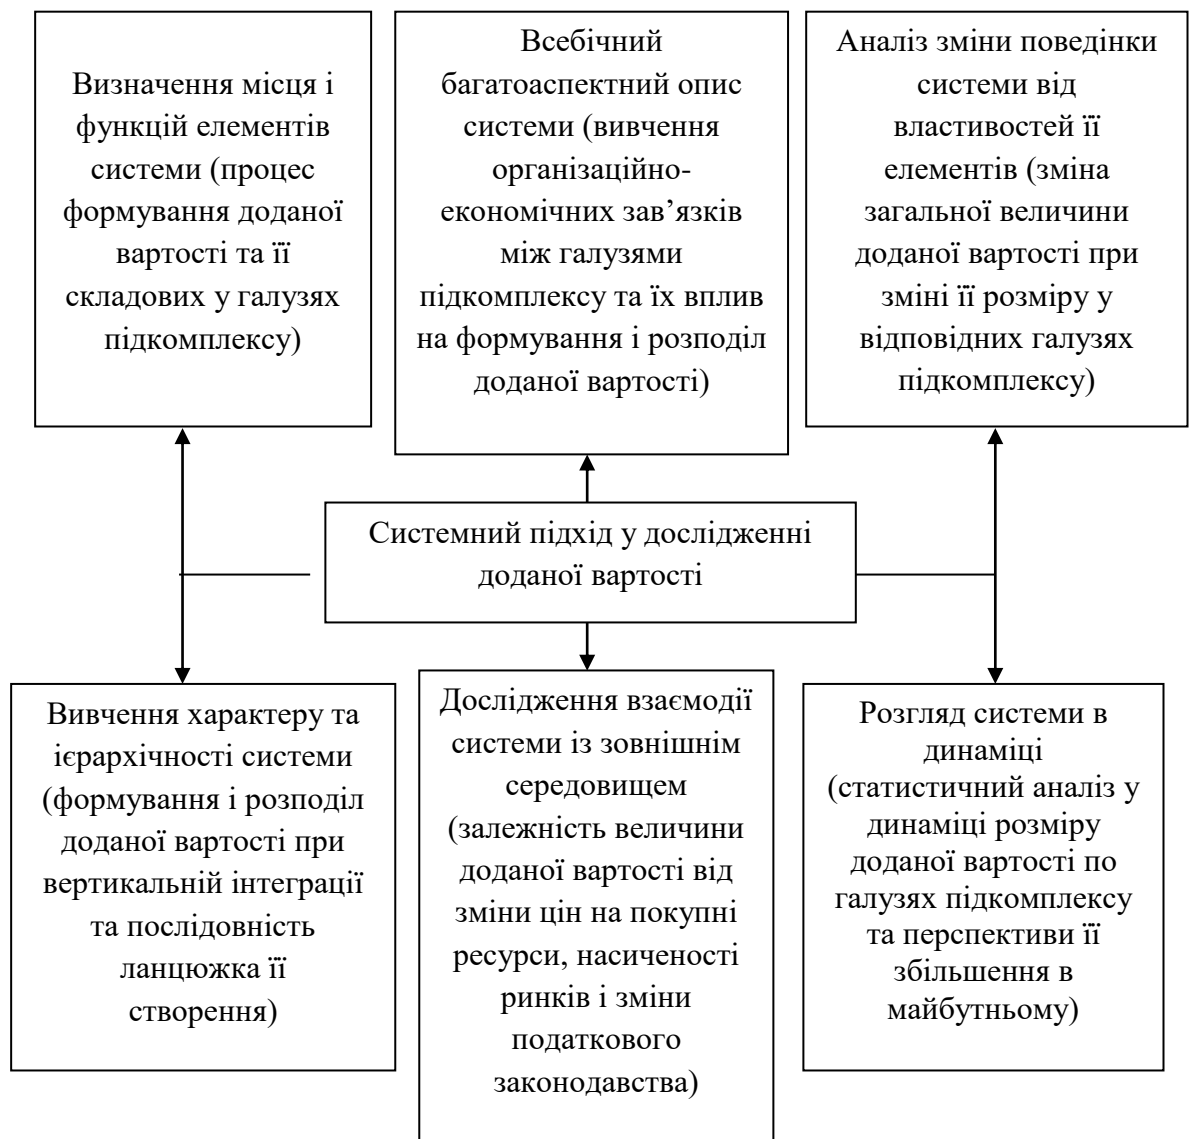 Визначення місця і
функцій елементів
системи (процес
формування доданої
вартості та її
складових у галузях
підкомплексу)
Всебічний
багатоаспектний опис
системи (вивчення
організаційно-
економічних зав’язків
між галузями
підкомплексу та їх вплив
на формування і розподіл
доданої вартості)
Аналіз зміни поведінки
системи від
властивостей її
елементів (зміна
загальної величини
доданої вартості при
зміні її розміру у
відповідних галузях
підкомплексу)
Системний підхід у дослідженні
доданої вартості
Вивчення характеру та
ієрархічності системи
(формування і розподіл
доданої вартості при
вертикальній інтеграції
та послідовність
ланцюжка її
створення)
Дослідження взаємодії
системи із зовнішнім
середовищем
(залежність величини
доданої вартості від
зміни цін на покупні
ресурси, насиченості
ринків і зміни
податкового
законодавства)
Розгляд системи в
динаміці
(статистичний аналіз у
динаміці розміру
доданої вартості по
галузях підкомплексу
та перспективи її
збільшення в
майбутньому)